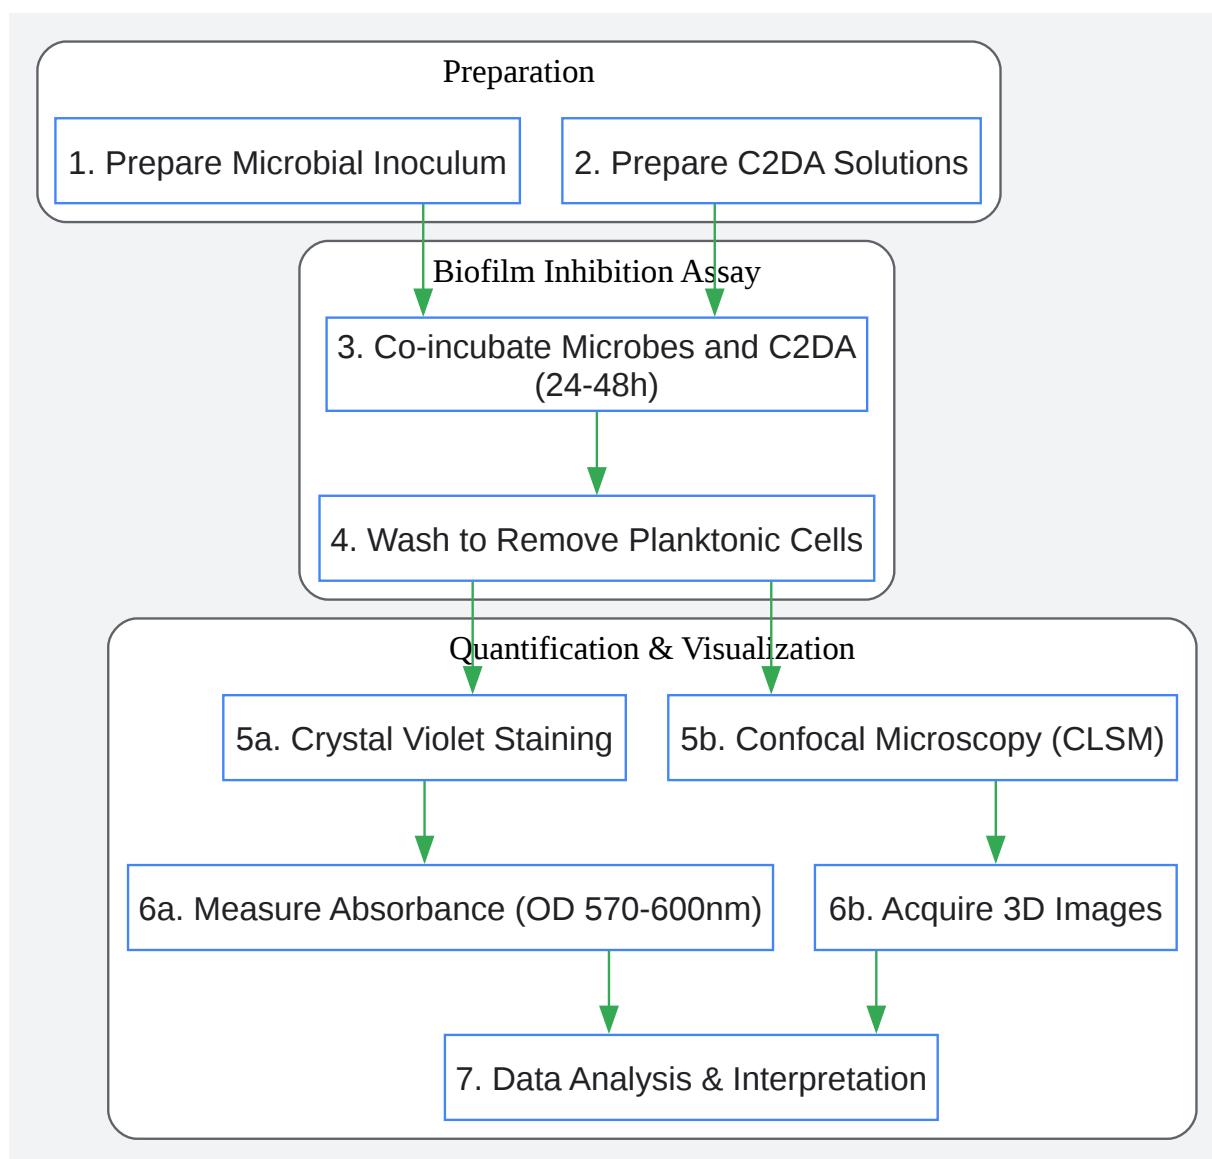 Preparation
1. Prepare Microbial Inoculum
2. Prepare C2DA Solutions
Biofilm Inhibition Assay
3. Co-incubate Microbes and C2DA
(24-48h)
4. Wash to Remove Planktonic Cells
Quantification & Visualization
5a. Crystal Violet Staining
5b. Confocal Microscopy (CLSM)
6a. Measure Absorbance (OD 570-600nm)
6b. Acquire 3D Images
7. Data Analysis & Interpretation